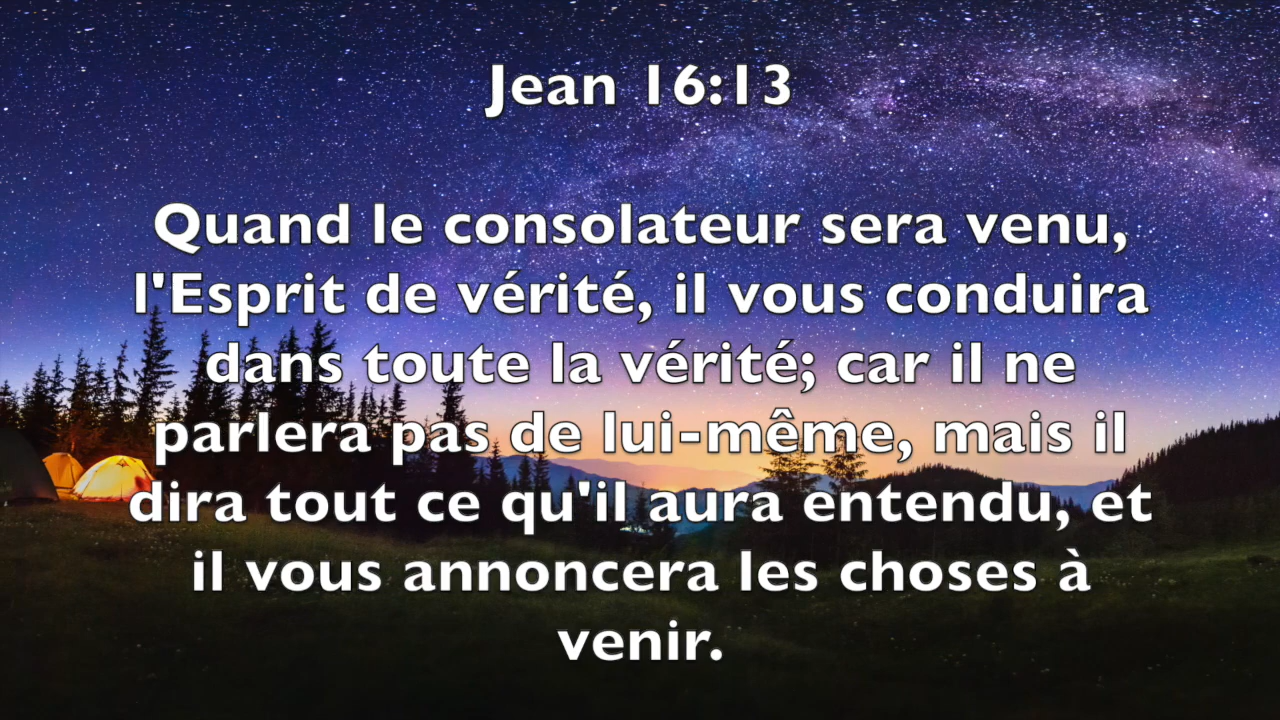 Jean 16:13
Quand le consolateur sera venu,
l'Esprit de vérité, il vous conduira
dans toute la vérité; car il ne
parlera pas de lui-même, mais il
dira tout ce qu'il aura entendu, et
il vous annoncera les choses à
venir.